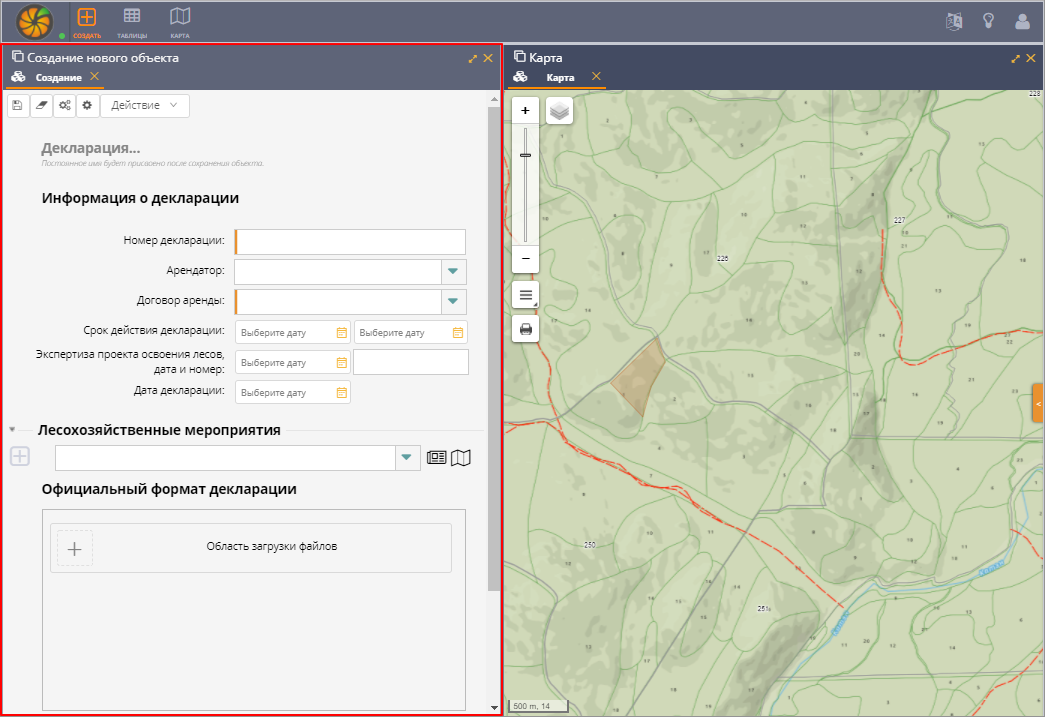 СОЗДАТЬ
ТАБЛИЦЫ
КАРТА
Создание нового объекта
Создание
Действие
Декларация...
Постоянное имя будет присвоено после сохранения объекта.
Информация о декларации
Номер декларации:
Арендатор:
Договор аренды:
Срок действия декларации: Выберите дату Выберите дату
Экспертиза проекта освоения лесов, дата и номер: Выберите дату
Дата декларации: Выберите дату
Лесохозяйственные мероприятия
Официальный формат декларации
+ Область загрузки файлов
Карта
Карта
+
−
<
228
227
226
250
251
500 m, 14